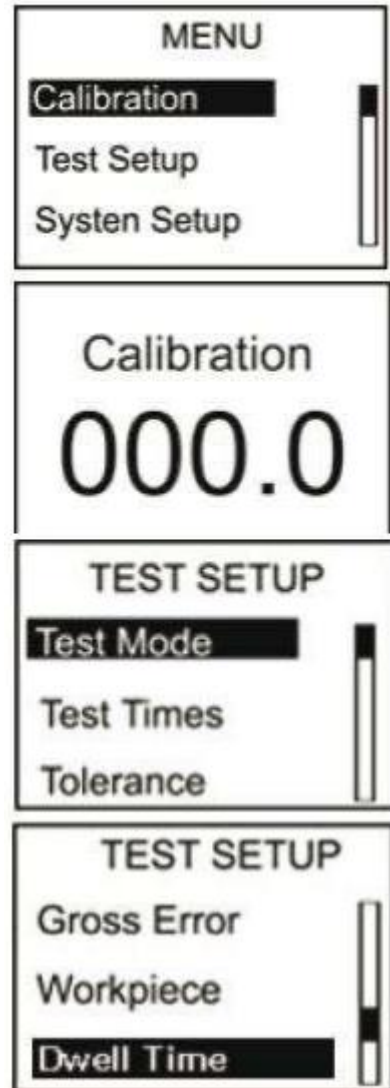 MENU
Calibration
Test Setup
Systen Setup
Calibration
000.0
TEST SETUP
Test Mode
Test Times
Tolerance
TEST SETUP
Gross Error
Workpiece
Dwell Time